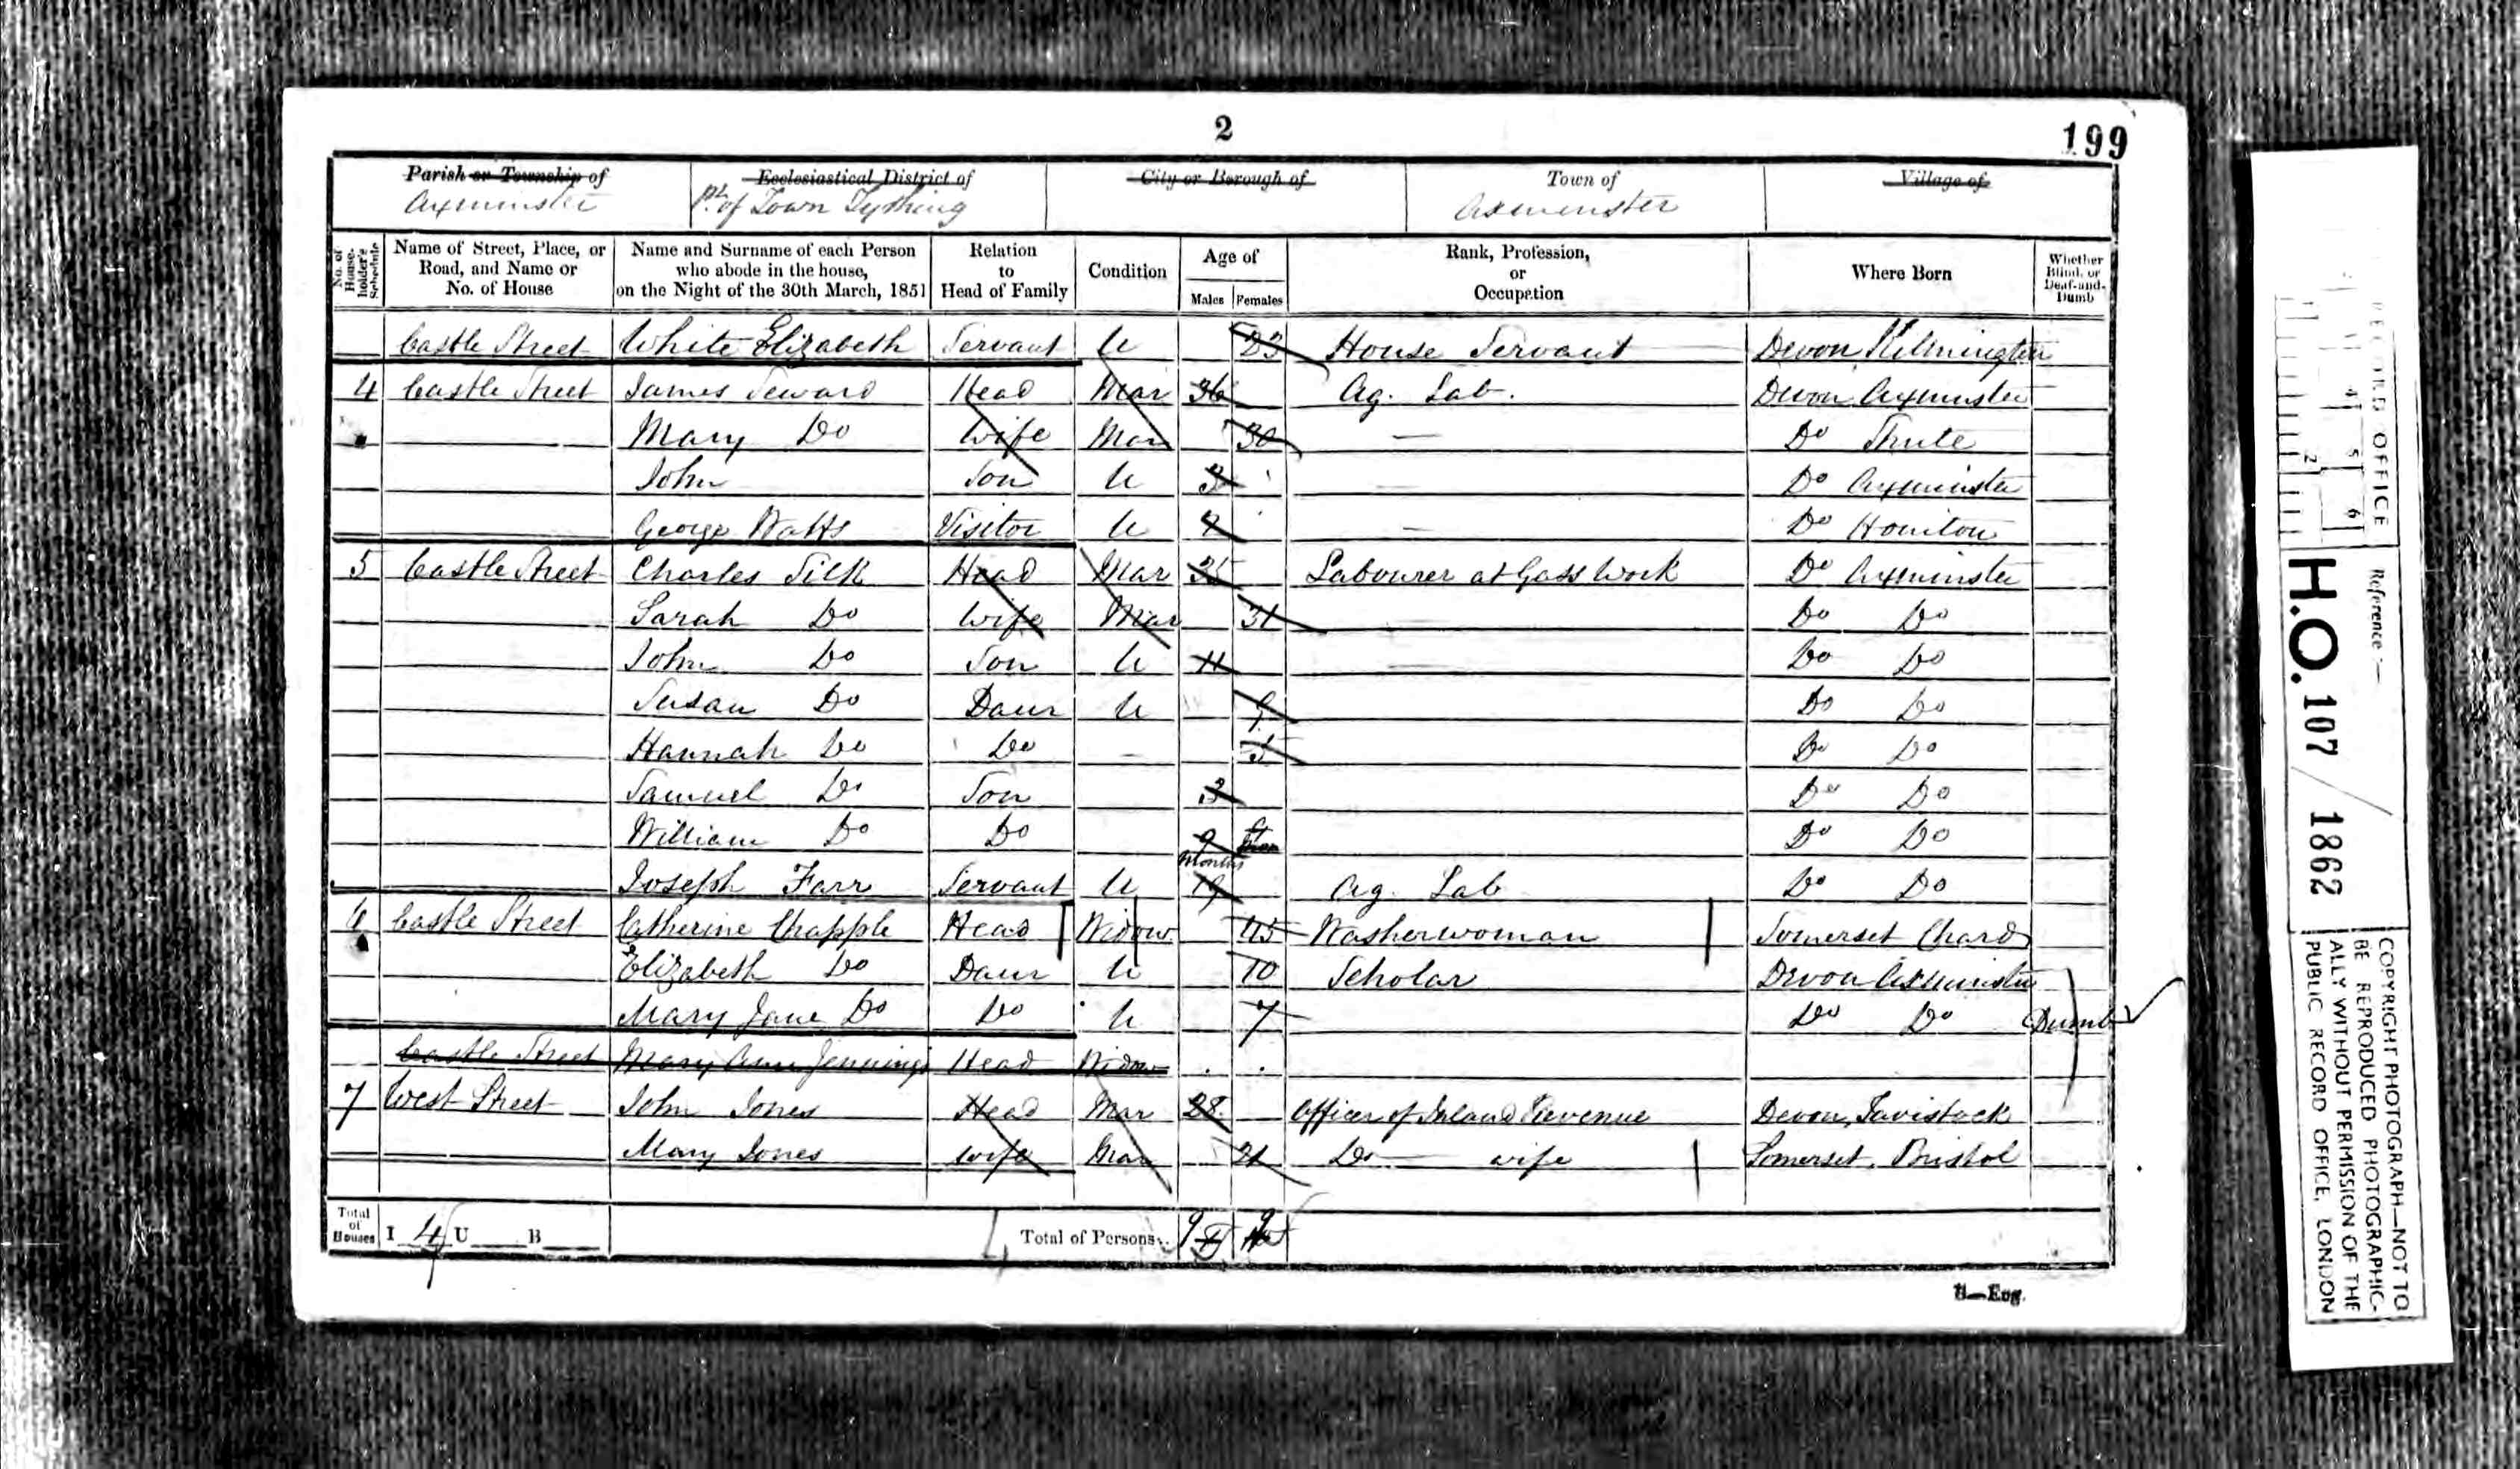 2
199
Parish or Township of
Axminster
Ecclesiastical District of
Pt. of Town Tything
City or Borough of
Town of
Axminster
Village of
No. of House-holder's Schedule
Name of Street, Place, or Road, and Name or No. of House
Name and Surname of each Person who abode in the house, on the Night of the 30th March, 1851
Relation to Head of Family
Condition
Age of
Males Females
Rank, Profession, or Occupation
Where Born
Whether Blind, or Deaf-and-Dumb
Castle Street White Elizabeth Servant U 23 House Servant Devon Kilmington
4 Castle Street James Seward Head Mar 36 Ag. Lab. Devon Axminster
Mary Do Wife Mar 30 — Do Shute
John Son U 3 Do Axminster
George Watts Visitor U — Do Honiton
5 Castle Street Charles Silk Head Mar 35 Labourer at Gass Work Do Axminster
Sarah Do Wife Mar 31 Do Do
John Do Son U 11 — Do Do
Susan Do Daur U Do Do
Hannah Do Do — 5 Do Do
Samuel Do Son 3 Do Do
William Do Do 9 Months Do Do
Joseph Farr Servant U 19 Ag. Lab Do Do
6 Castle Street Catherine Chapple Head Widow 45 Washerwoman Somerset Chard
Elizabeth Do Daur U 10 Scholar Devon Axminster
Mary Jane Do Do U 7 Do Do Dumb
Castle Street Mary Ann Jennings Head Widow
7 West Street John Jones Head Mar 28 Officer of Inland Revenue Devon, Tavistock
Mary Jones Wife Mar 21 Do wife Somerset, Bristol
Total of Houses I 4 U B
Total of Persons... 9 9
B—Eng.
RECORD OFFICE
1 2 4 5 6
Reference :—
H.O. 107 / 1862
COPYRIGHT PHOTOGRAPH—NOT TO
BE REPRODUCED PHOTOGRAPHIC-
ALLY WITHOUT PERMISSION OF THE
PUBLIC RECORD OFFICE, LONDON